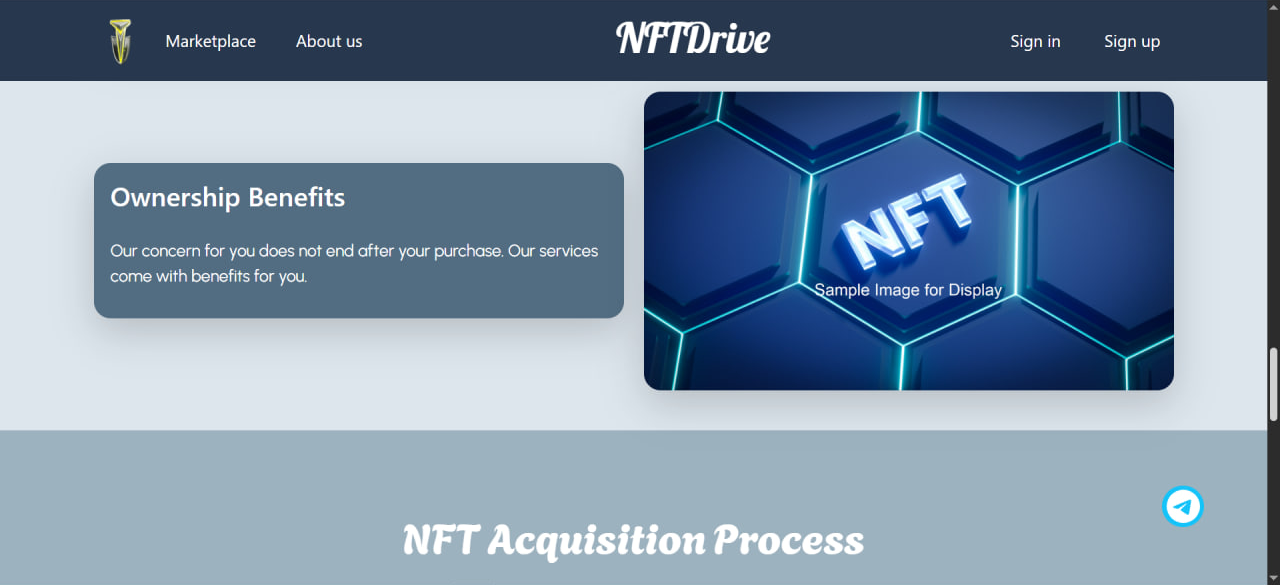 Marketplace
About us
NFTDrive
Sign in
Sign up
Ownership Benefits
Our concern for you does not end after your purchase. Our services
come with benefits for you.
NFT
Sample Image for Display
NFT Acquisition Process